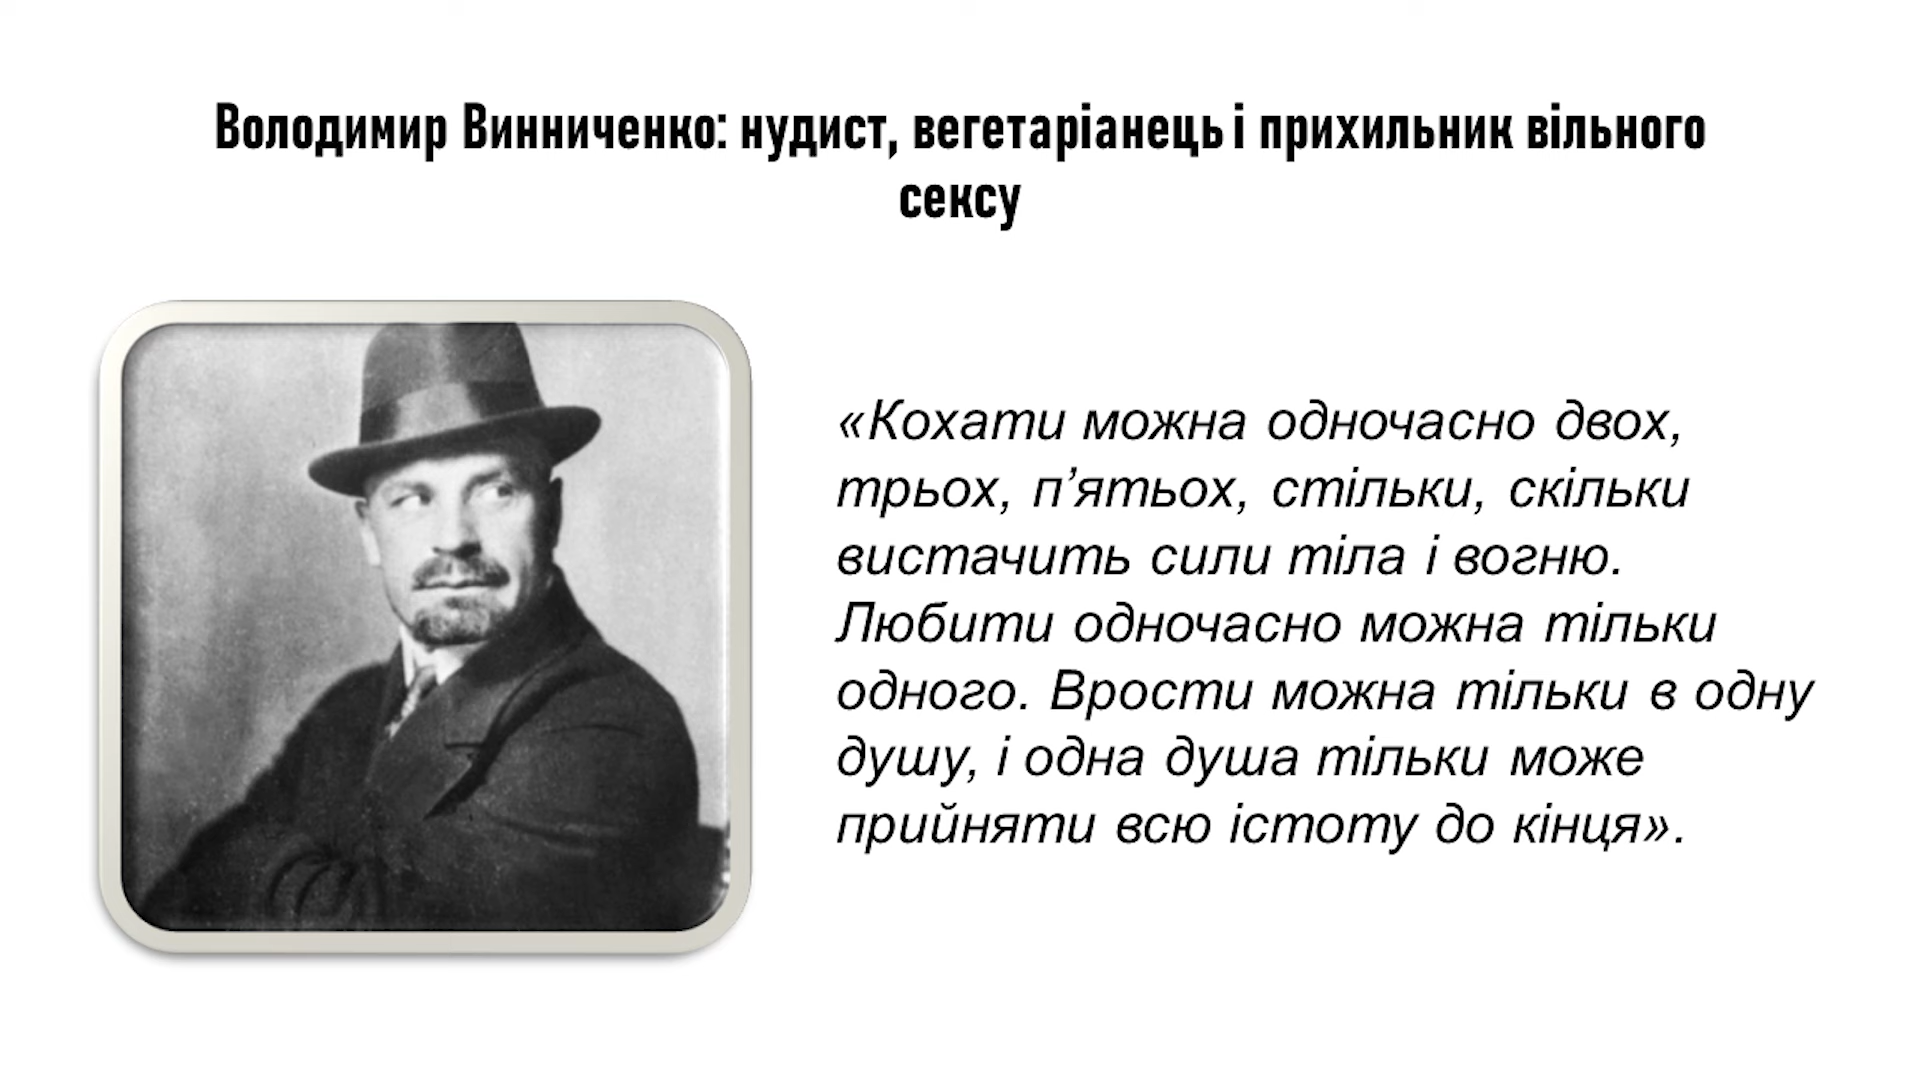 Володимир Винниченко: нудист, вегетаріанець і прихильник вільного
сексу
«Кохати можна одночасно двох,
трьох, п’ятьох, стільки, скільки
вистачить сили тіла і вогню.
Любити одночасно можна тільки
одного. Врости можна тільки в одну
душу, і одна душа тільки може
прийняти всю істоту до кінця».